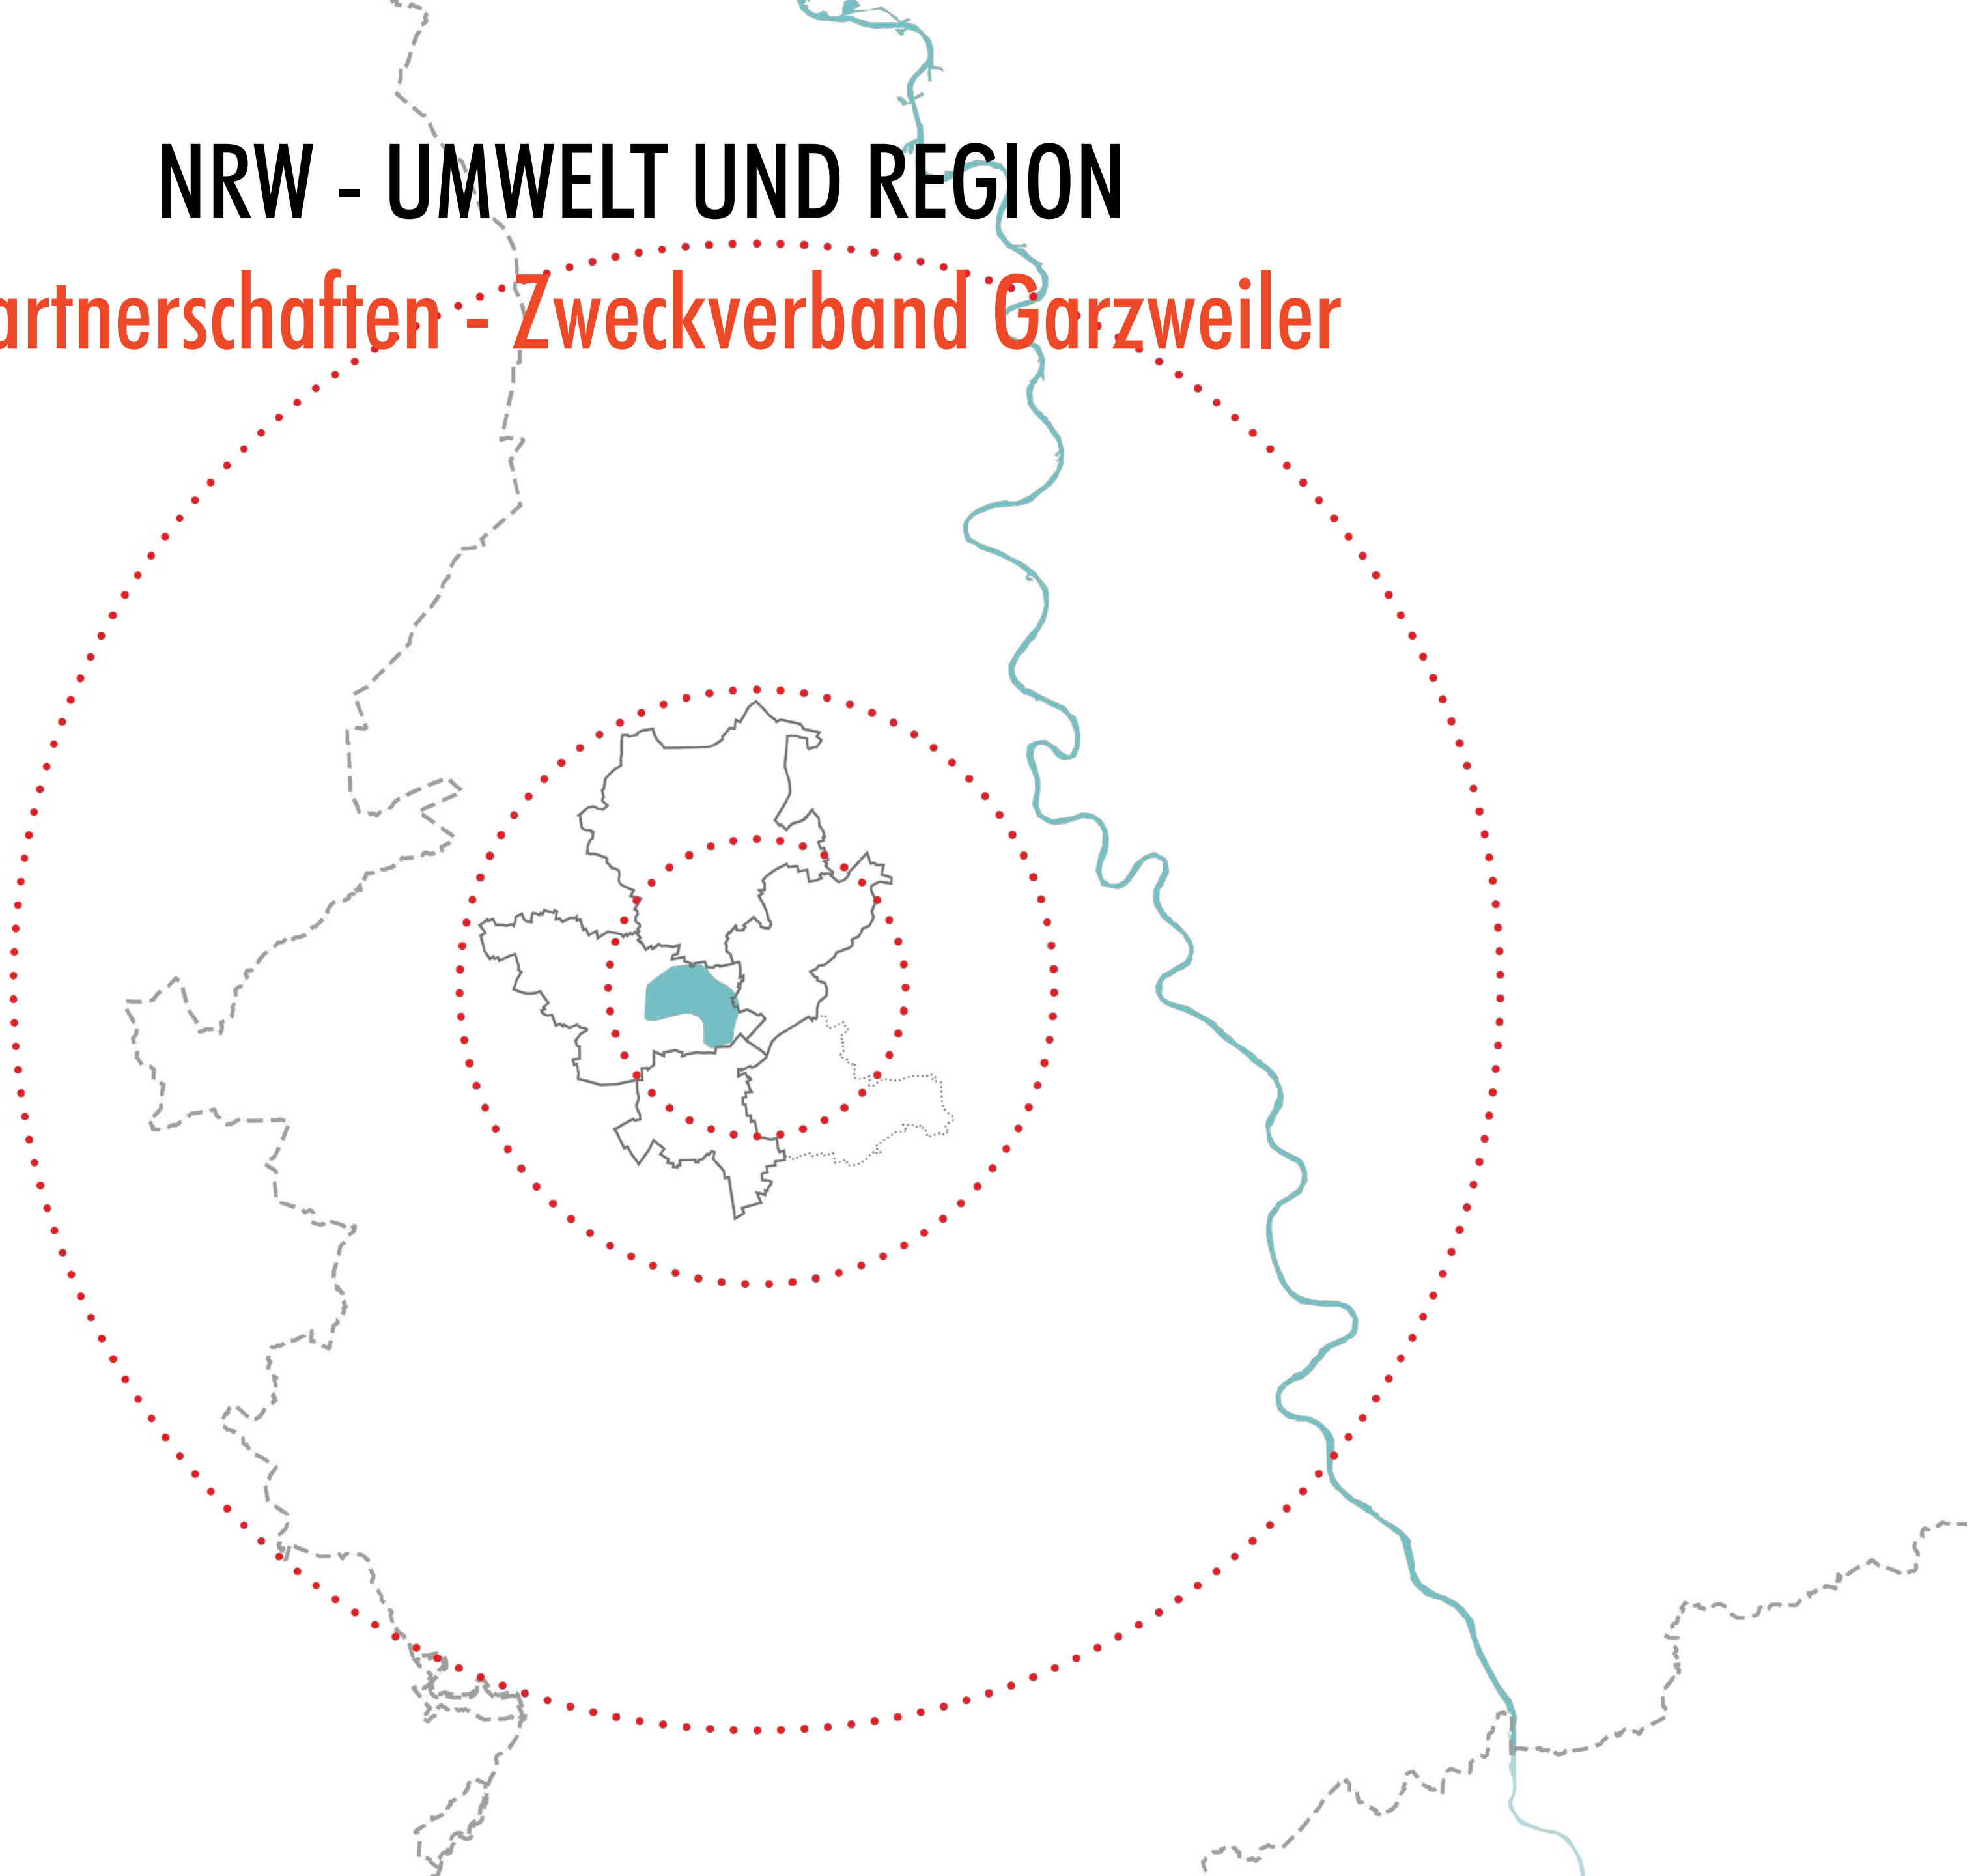 NRW - UMWELT UND REGION
artnerschaften - Zweckverband Garzweiler